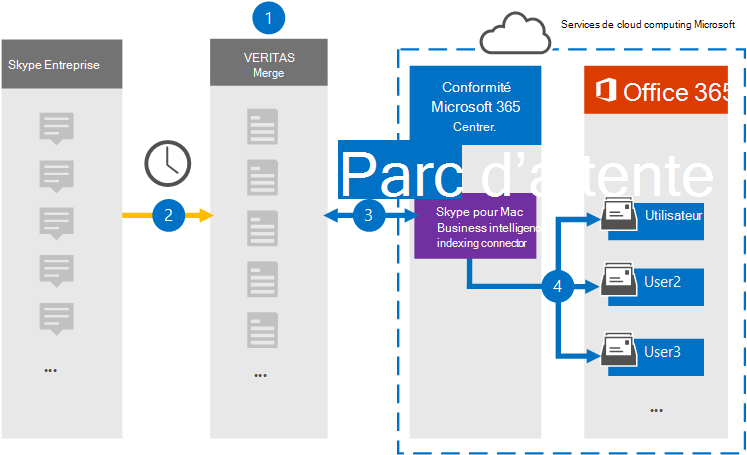 1
Services de cloud computing Microsoft
Skype Entreprise
VERITAS
Merge
Conformité
Microsoft 365
Centrer.
Office 365
Parc d'attente
2
3
Skype pour Mac
Business intelligenc
indexing connector
Utilisateur
4
User2
User3
...
...
...